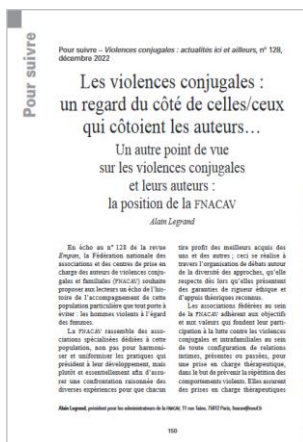 Pour suivre
Pour suivre – Violences conjugales : actualités ici et ailleurs, n° 128,
décembre 2022
Les violences conjugales :
un regard du côté de celles/ceux
qui côtoient les auteurs…
Un autre point de vue
sur les violences conjugales
et leurs auteurs :
la position de la FNACAV
Alain Legrand
En écho au n° 128 de la revue
Empan, la Fédération nationale des
associations et des centres de prise en
charge des auteurs de violences conju-
gales et familiales (FNACAV) souhaite
proposer aux lecteurs un écho de l'his-
toire de l'accompagnement de cette
population particulière que tout porte à
éviter : les hommes violents à l'égard
des femmes.
La FNACAV rassemble des asso-
ciations spécialisées dédiées à cette
population, non pas pour harmoni-
ser et uniformiser les pratiques qui
président à leur développement, mais
plutôt et essentiellement afin d'assu-
rer une confrontation raisonnée des
diverses expériences pour que chacun
tire profit des meilleurs acquis des
uns et des autres ; ceci se réalise à
travers l'organisation de débats autour
de la diversité des approches, qu'elle
respecte dès lors qu'elles présentent
des garanties de rigueur éthique et
d'appuis théoriques reconnus.
Les associations fédérées au sein
de la FNACAV adhèrent aux objectifs
et aux valeurs qui fondent leur parti-
cipation à la lutte contre les violences
conjugales et intrafamiliales au sein
de toute configuration de relations
intimes, présentes ou passées, pour
une prise en charge thérapeutique,
dans le but de prévenir la répétition des
comportements violents. Elles assurent
des prises en charge thérapeutiques
Alain Legrand, président pour les administrateurs de la FNACAV, 75012 Paris,
150